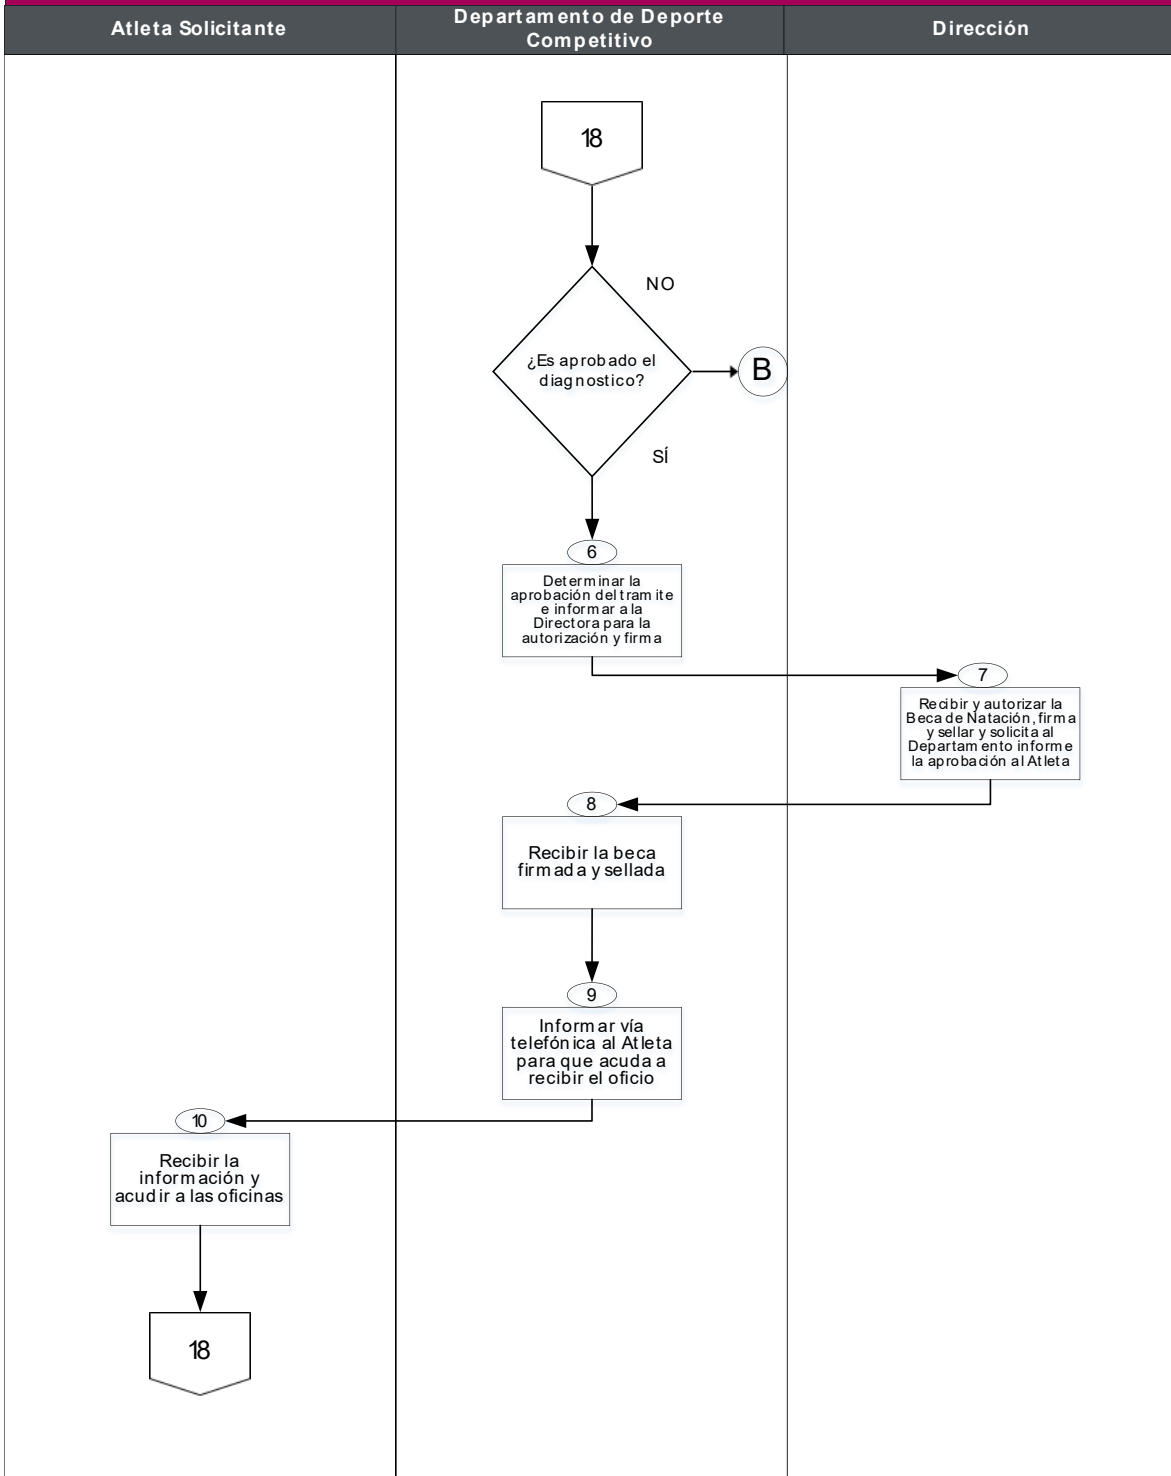 Atleta Solicitante
Departamento de Deporte
Competitivo
Dirección
18
NO
¿Es aprobado el
diagnostico?
B
SÍ
6
Determinar la
aprobación del tramite
e informar a la
Directora para la
autorización y firma
7
Recibir y autorizar la
Beca de Natación, firma
y sellar y solicita al
Departamento informe
la aprobación al Atleta
8
Recibir la beca
firmada y sellada
9
Informar vía
telefónica al Atleta
para que acuda a
recibir el oficio
10
Recibir la
información y
acudir a las oficinas
18